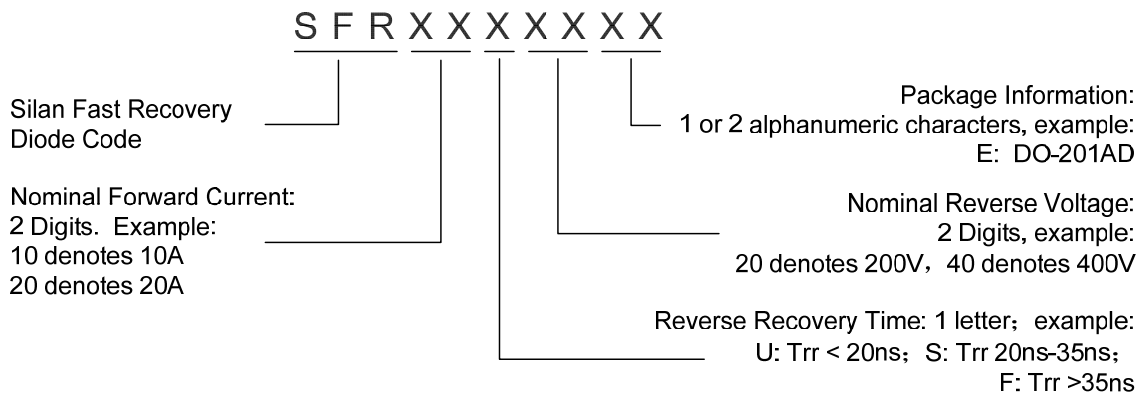 SFRXXXXXXX
Silan Fast Recovery
Diode Code
Nominal Forward Current:
2 Digits. Example:
10 denotes 10A
20 denotes 20A
Package Information:
1 or 2 alphanumeric characters, example:
E: DO-201AD
Nominal Reverse Voltage:
2 Digits, example:
20 denotes 200V，40 denotes 400V
Reverse Recovery Time: 1 letter；example:
U: Trr < 20ns；S: Trr 20ns-35ns；
F: Trr >35ns